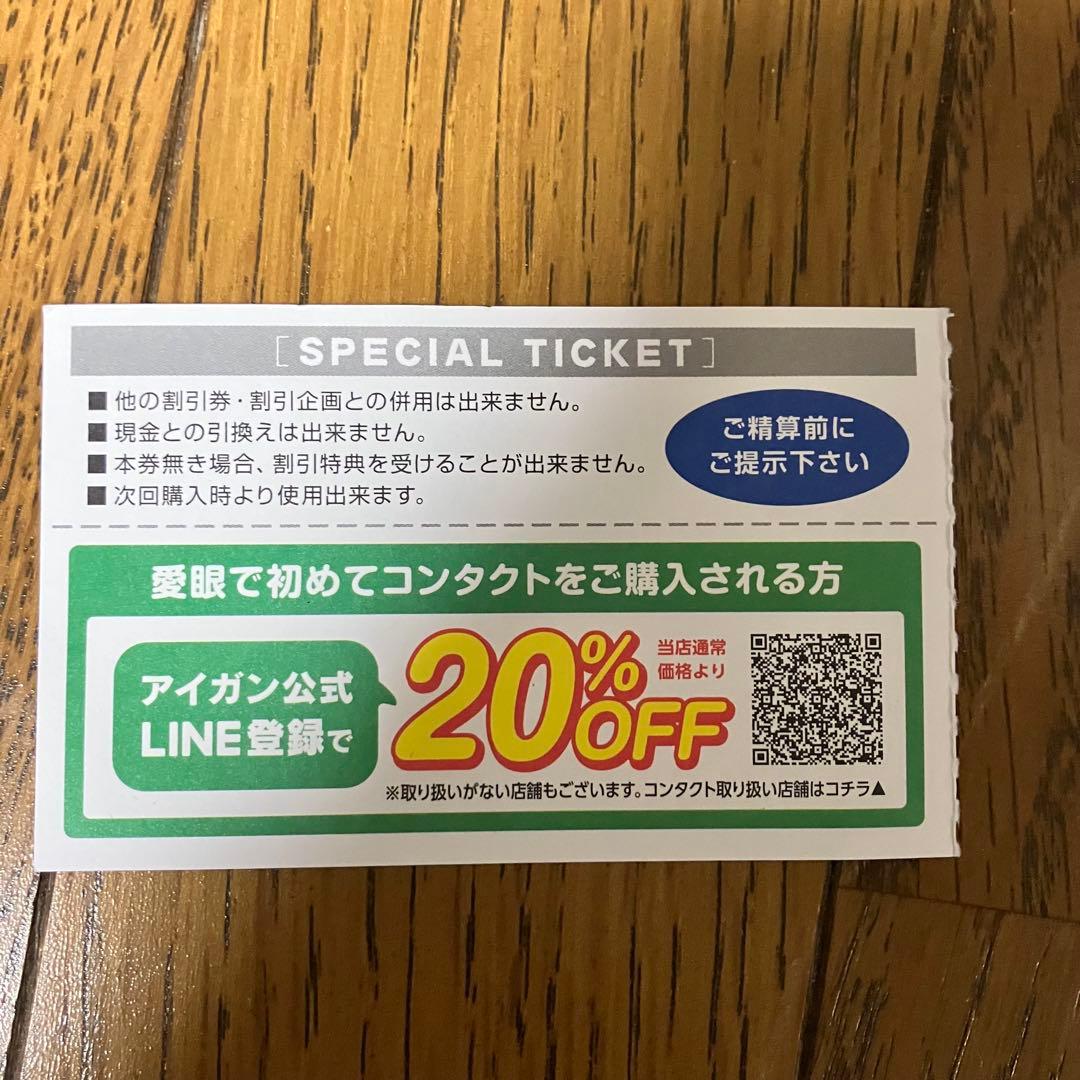 [SPECIAL TICKET]
■ 他の割引券・割引企画との併用は出来ません。
■ 現金との引換えは出来ません。
■ 本券無き場合、割引特典を受けることが出来ません。
■ 次回購入時より使用出来ます。
ご精算前に
ご提示下さい
愛眼で初めてコンタクトをご購入される方
アイガン公式
LINE登録で
20%OFF
当店通常
価格より
※取り扱いがない店舗もございます。コンタクト取り扱い店舗はコチラ▲